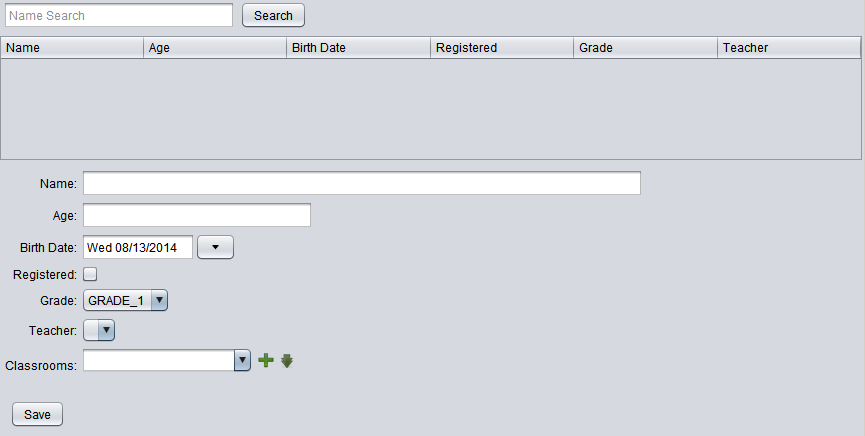 Name Search Search
Name Age Birth Date Registered Grade Teacher
Name:
Age:
Birth Date: Wed 08/13/2014
Registered:
Grade: GRADE_1
Teacher:
Classrooms:
Save